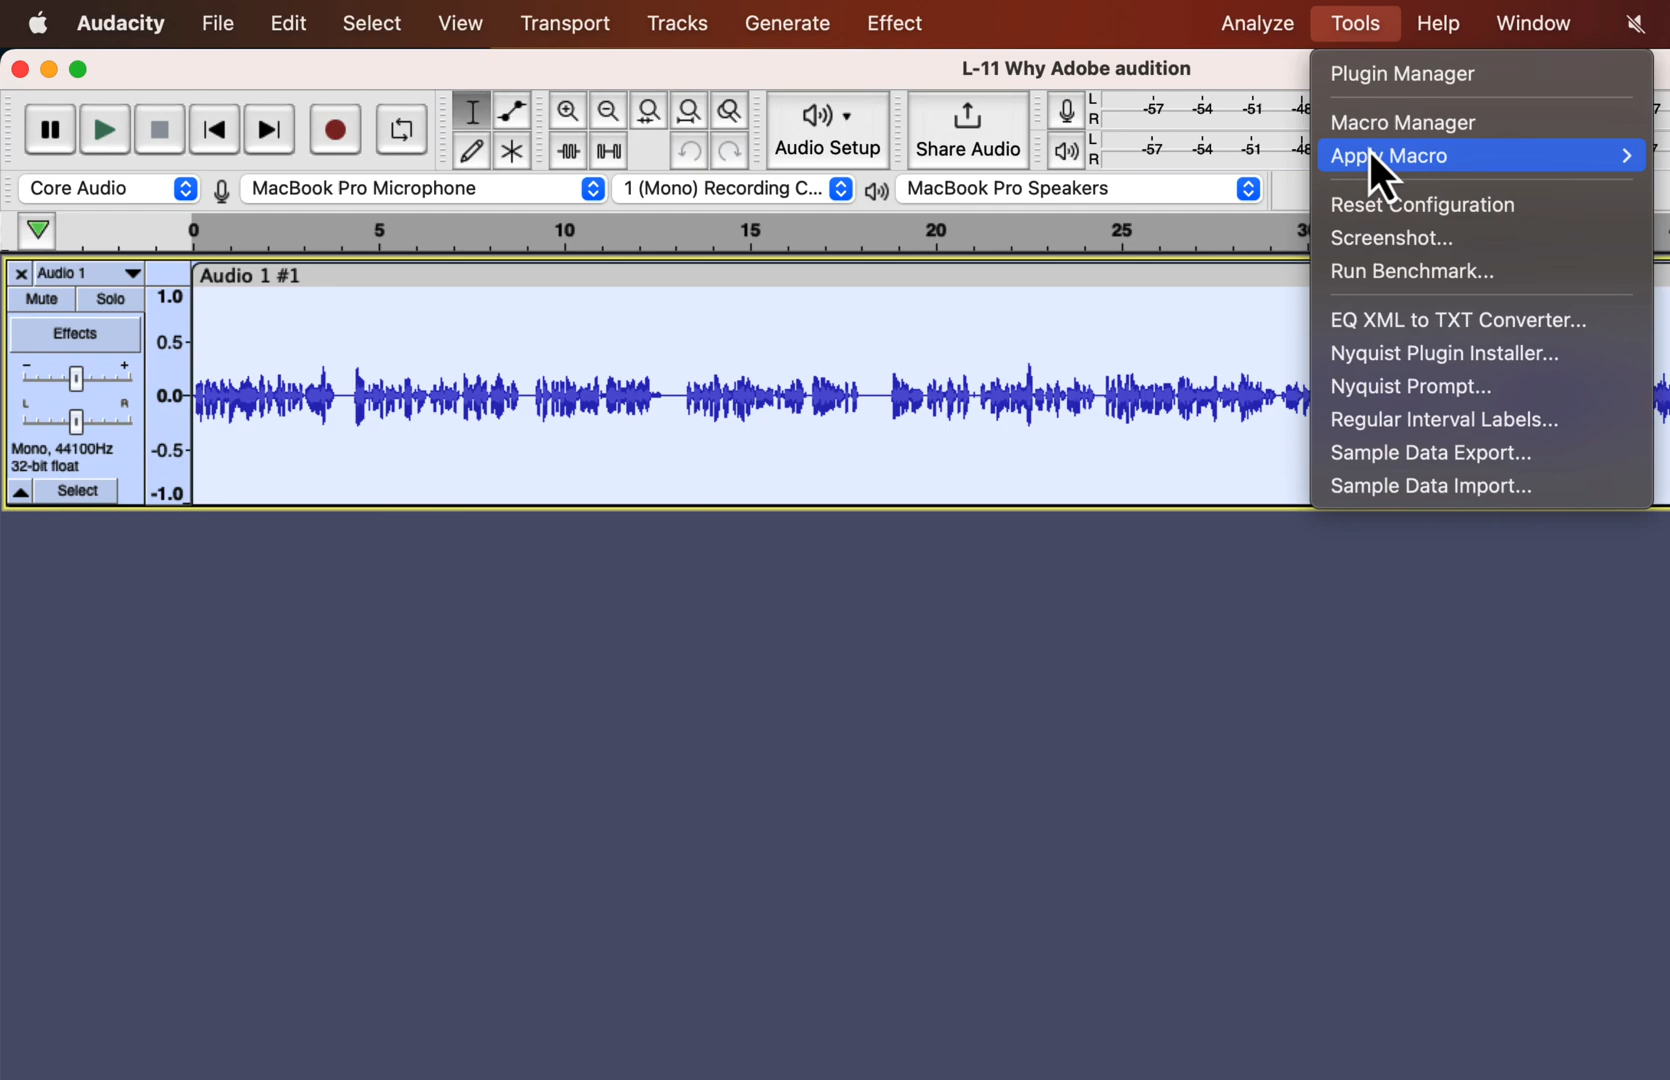 Audacity File Edit Select View Transport Tracks Generate Effect Analyze Tools Help Window
L-11 Why Adobe audition
Plugin Manager
Macro Manager
Apply Macro
Reset Configuration
Screenshot...
Run Benchmark...
EQ XML to TXT Converter...
Nyquist Plugin Installer...
Nyquist Prompt...
Regular Interval Labels...
Sample Data Export...
Sample Data Import...
Audio Setup
Share Audio
L
R
-57 -54 -51 -48
L
R
-57 -54 -51 -48
Core Audio
MacBook Pro Microphone
1 (Mono) Recording C...
MacBook Pro Speakers
0 5 10 15 20 25
Audio 1
Audio 1 #1
Mute Solo
Effects
- +
L R
Mono, 44100Hz
32-bit float
Select
1.0
0.5
0.0
-0.5
-1.0